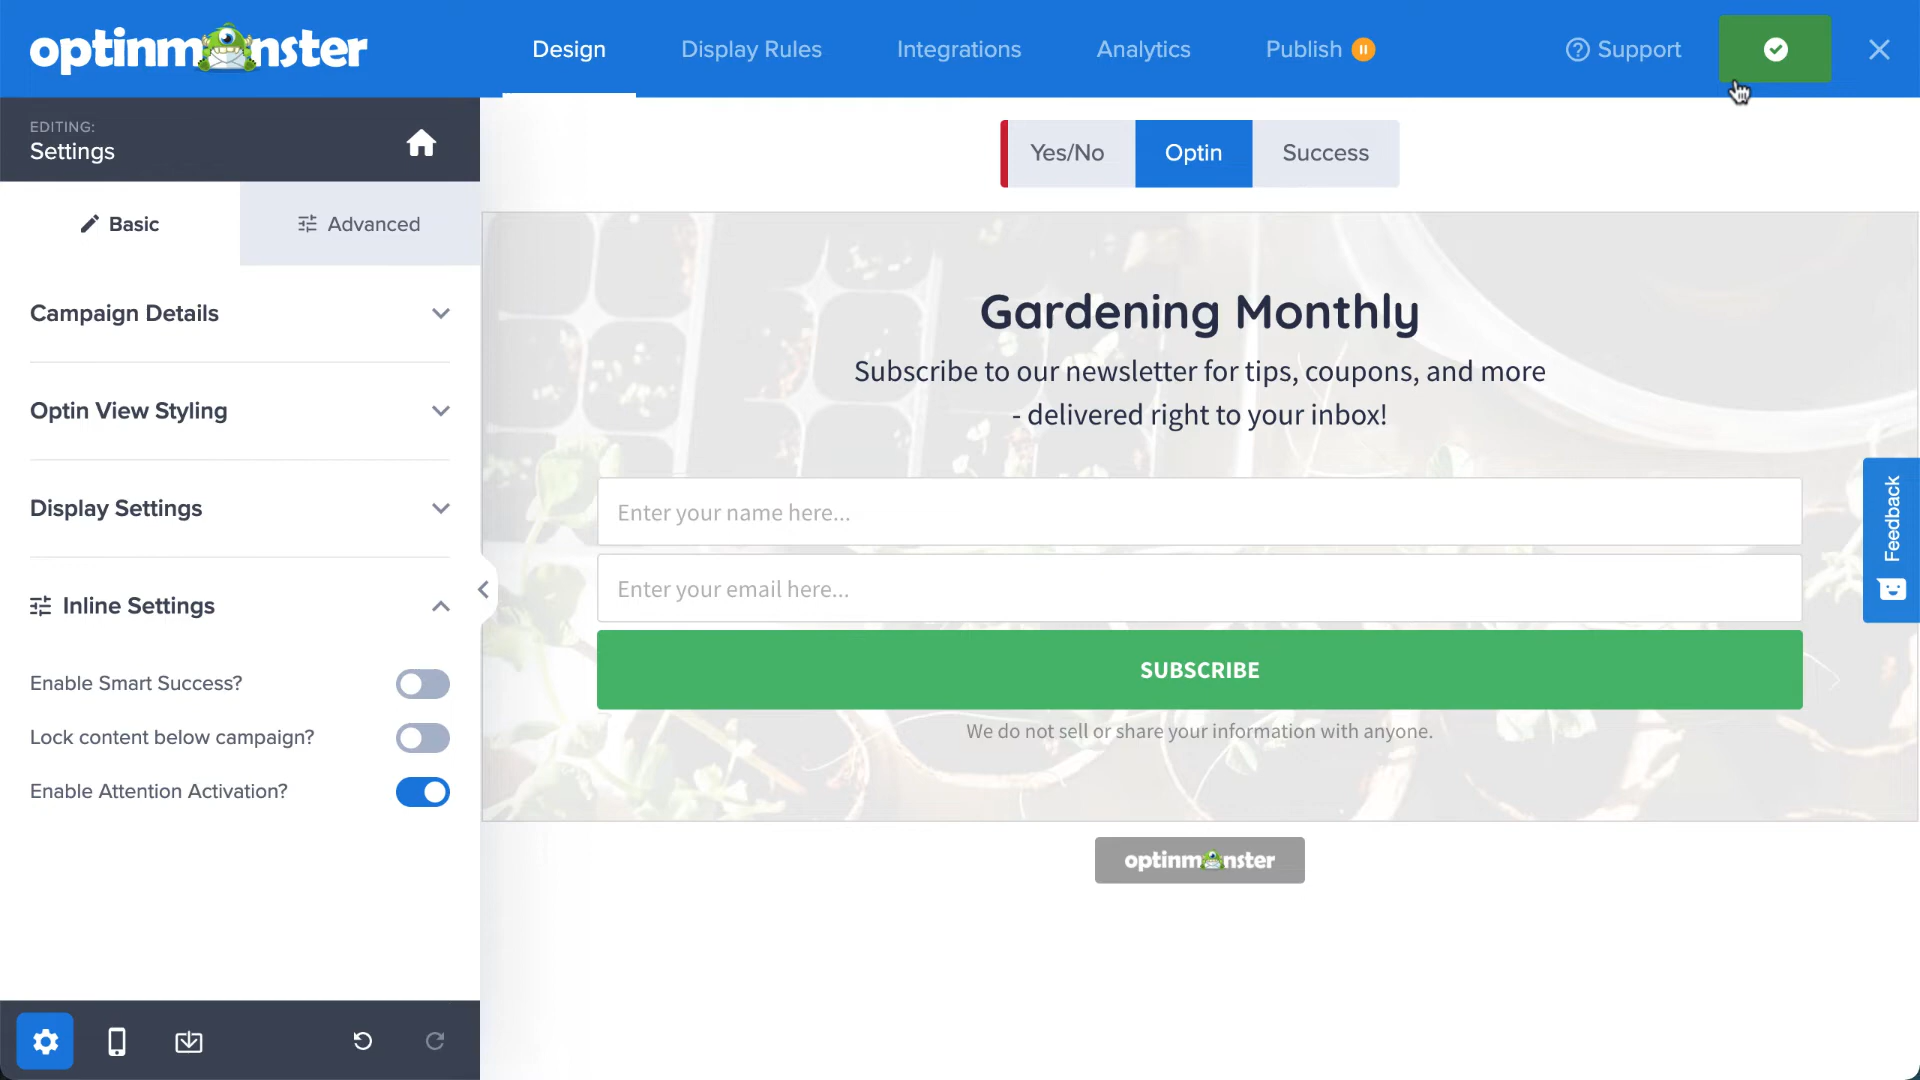 optinmonster
Design
Display Rules
Integrations
Analytics
Publish
Support
EDITING:
Settings
Yes/No
Optin
Success
Basic
Advanced
Campaign Details
Optin View Styling
Display Settings
Inline Settings
Enable Smart Success?
Lock content below campaign?
Enable Attention Activation?
Gardening Monthly
Subscribe to our newsletter for tips, coupons, and more
- delivered right to your inbox!
Enter your name here...
Enter your email here...
SUBSCRIBE
We do not sell or share your information with anyone.
optinmonster
Feedback